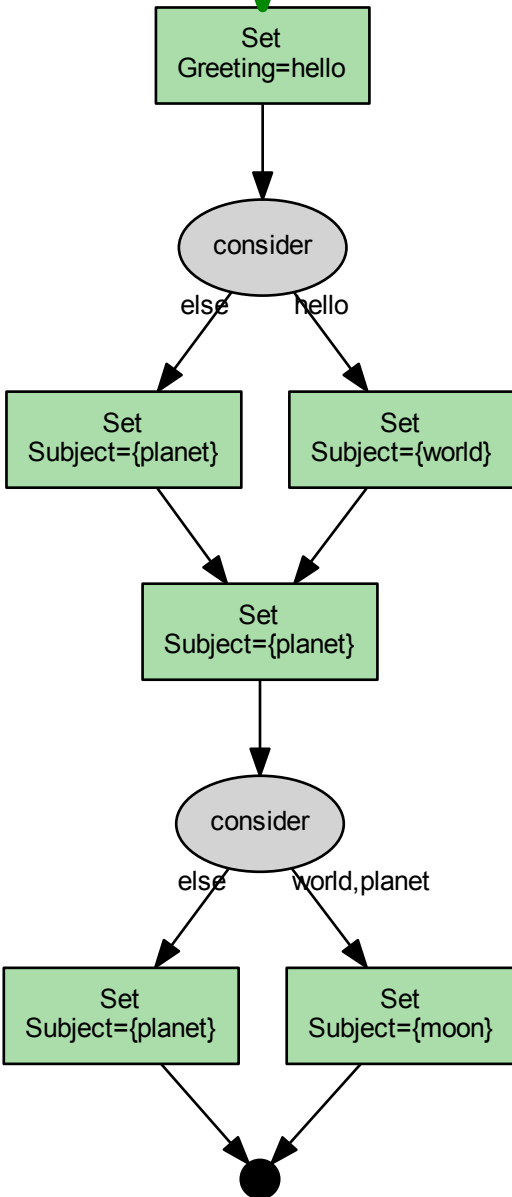 Set
Greeting=hello
consider
else
hello
Set
Subject={planet}
Set
Subject={world}
Set
Subject={planet}
consider
else
world,planet
Set
Subject={planet}
Set
Subject={moon}